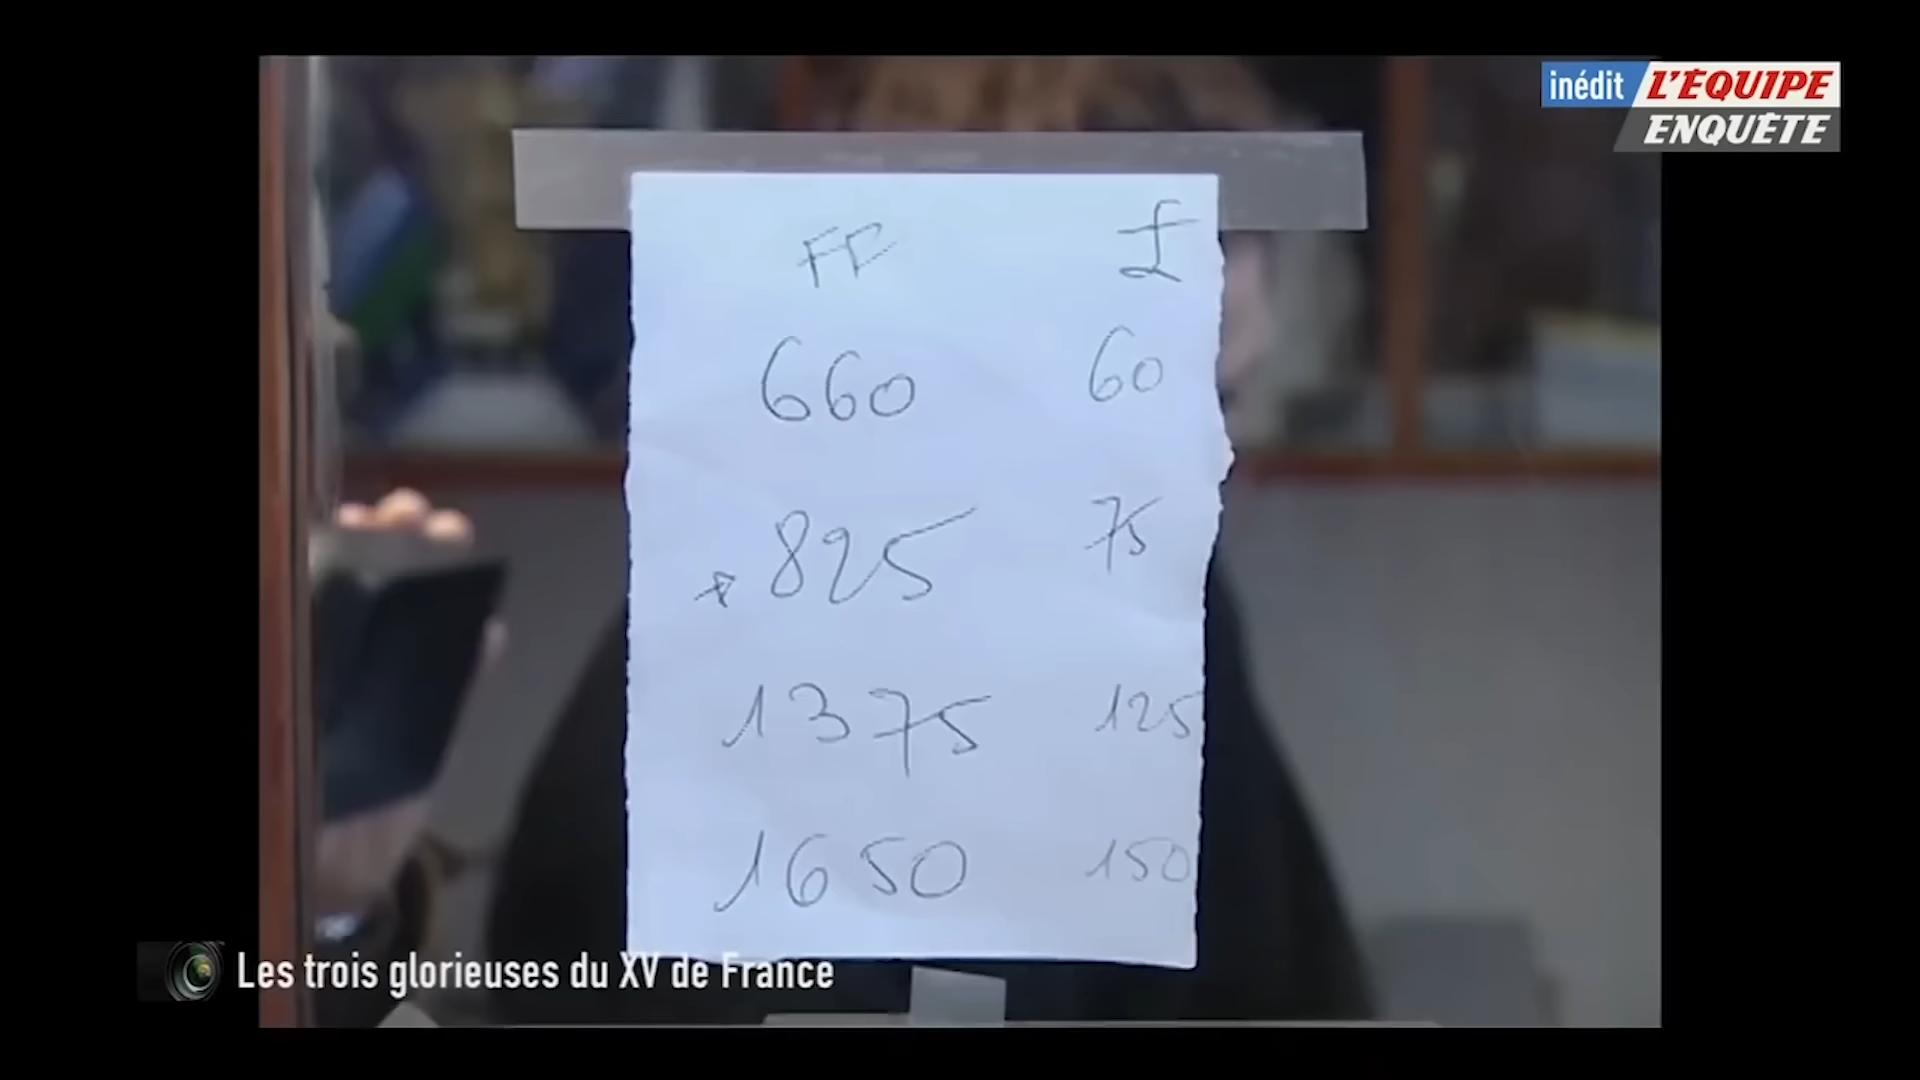 inédit L'ÉQUIPE
ENQUÊTE
FF £
660 60
825 75
1375 125
1650 150
Les trois glorieuses du XV de France